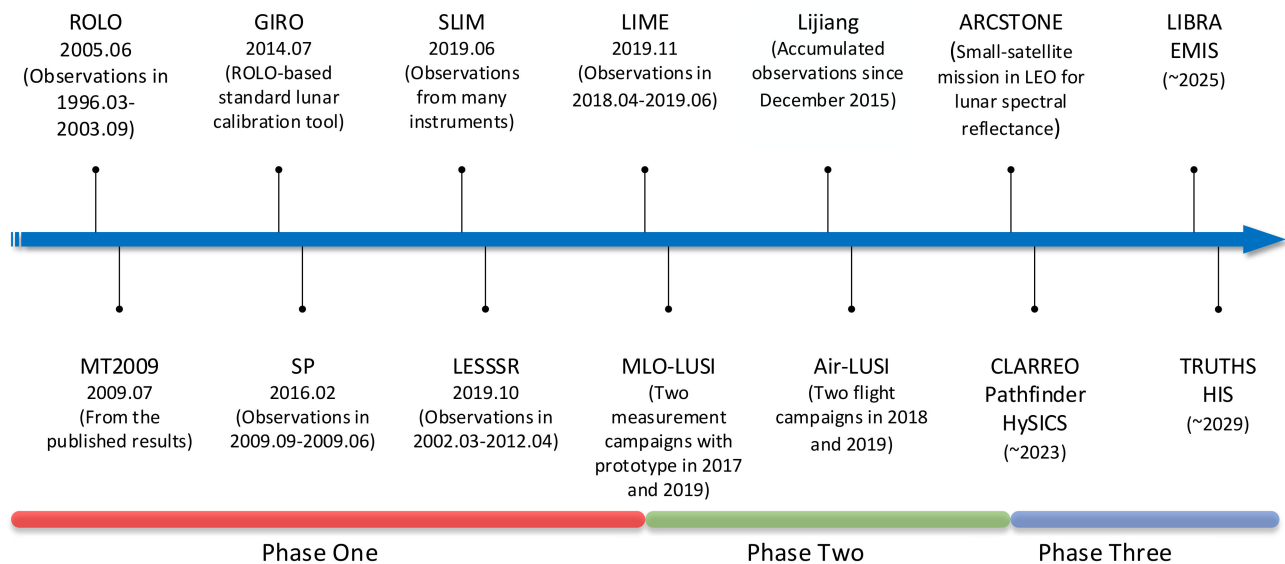 ROLO
2005.06
(Observations in
1996.03-
2003.09)
GIRO
2014.07
(ROLO-based
standard lunar
calibration tool)
SLIM
2019.06
(Observations
from many
instruments)
LIME
2019.11
(Observations in
2018.04-2019.06)
Lijiang
(Accumulated
observations since
December 2015)
ARCSTONE
(Small-satellite
mission in LEO for
lunar spectral
reflectance)
LIBRA
EMIS
(~2025)
MT2009
2009.07
(From the
published results)
SP
2016.02
(Observations in
2009.09-2009.06)
LESSSR
2019.10
(Observations in
2002.03-2012.04)
MLO-LUSI
(Two
measurement
campaigns with
prototype in 2017
and 2019)
Air-LUSI
(Two flight
campaigns in 2018
and 2019)
CLARREO
Pathfinder
HySICS
(~2023)
TRUTHS
HIS
(~2029)
Phase One
Phase Two
Phase Three